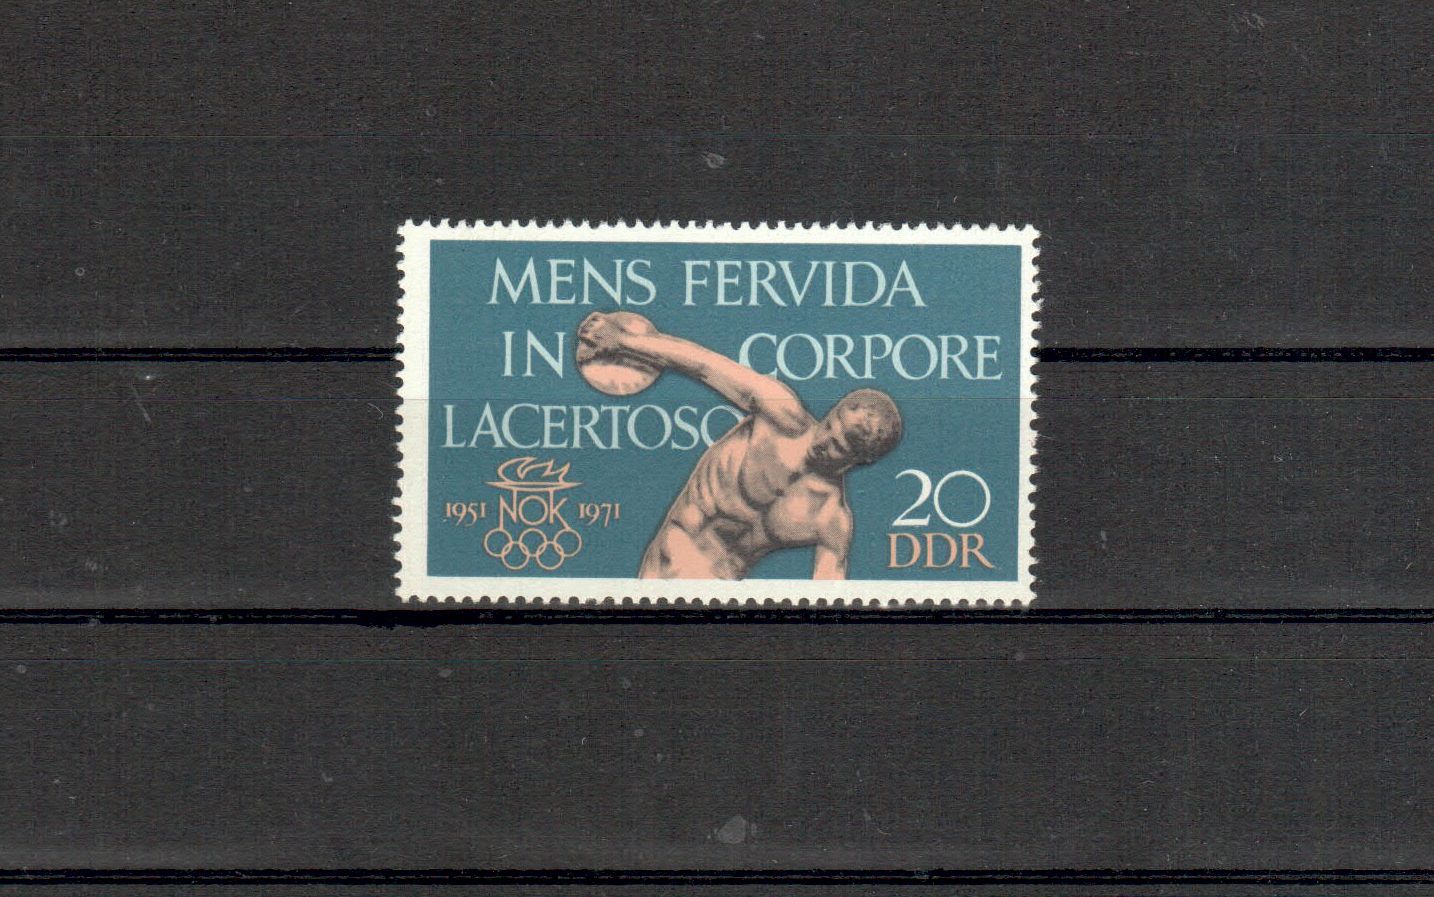 MENS FERVIDA
IN CORPORE
LACERTOSO
1951 NOK 1971
20
DDR